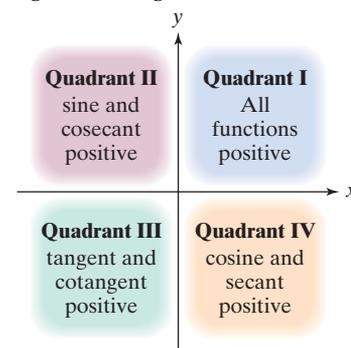 y
Quadrant II
sine and
cosecant
positive
Quadrant I
All
functions
positive
x
Quadrant III
tangent and
cotangent
positive
Quadrant IV
cosine and
secant
positive